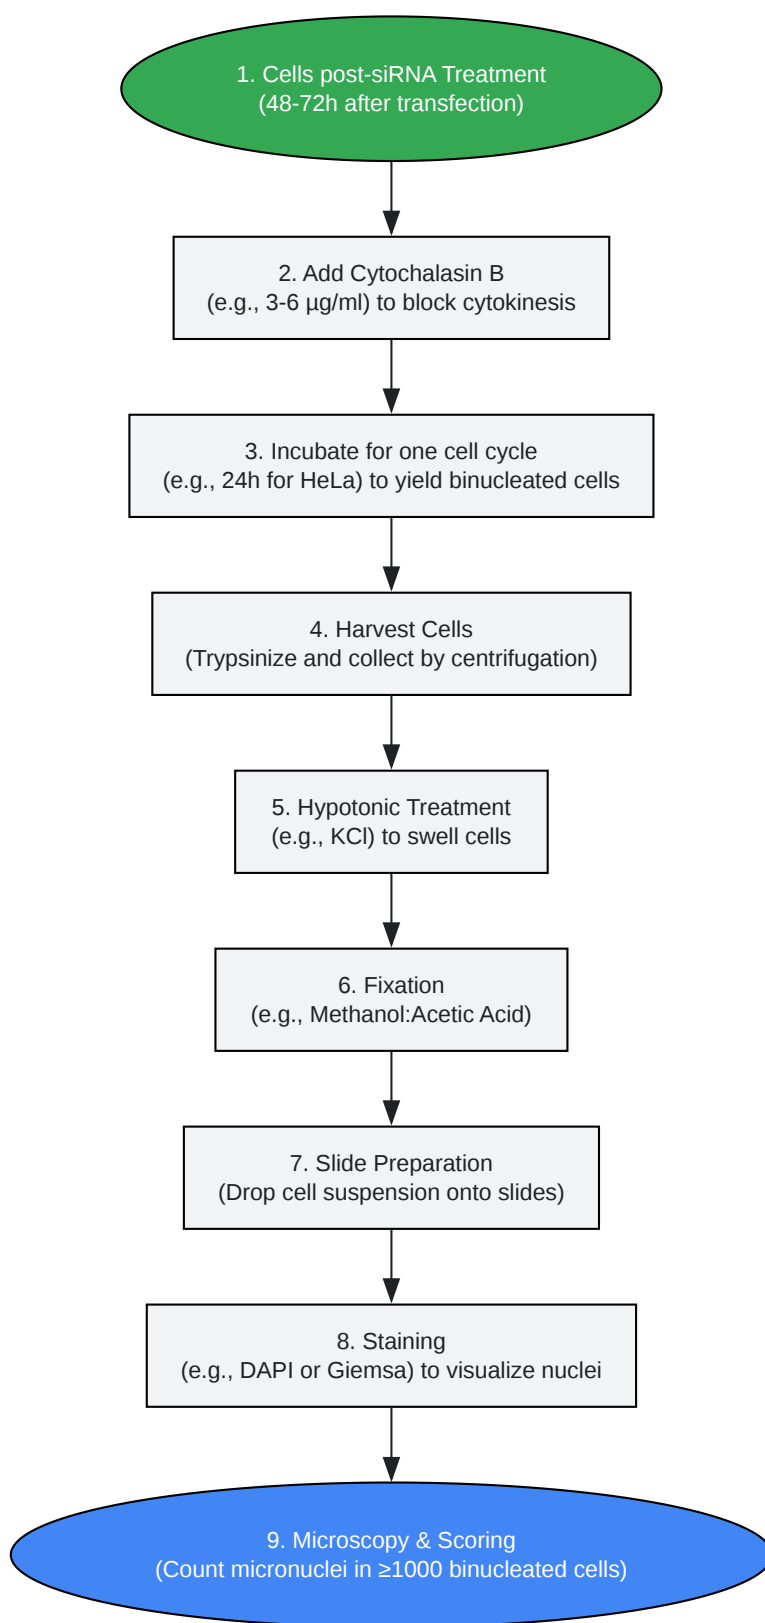 1. Cells post-siRNA Treatment
(48-72h after transfection)
2. Add Cytochalasin B
(e.g., 3-6 µg/ml) to block cytokinesis
3. Incubate for one cell cycle
(e.g., 24h for HeLa) to yield binucleated cells
4. Harvest Cells
(Trypsinize and collect by centrifugation)
5. Hypotonic Treatment
(e.g., KCl) to swell cells
6. Fixation
(e.g., Methanol:Acetic Acid)
7. Slide Preparation
(Drop cell suspension onto slides)
8. Staining
(e.g., DAPI or Giemsa) to visualize nuclei
9. Microscopy & Scoring
(Count micronuclei in ≥1000 binucleated cells)